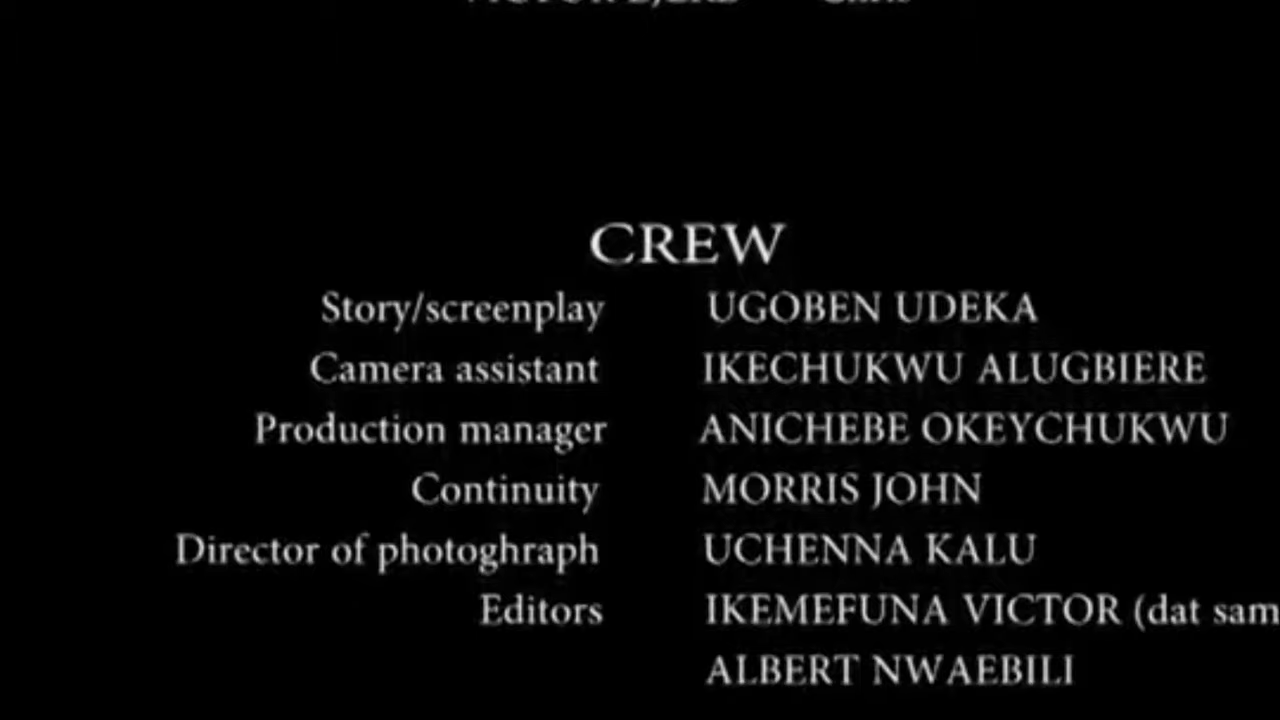 CREW
Story/screenplay UGOBEN UDEKA
Camera assistant IKECHUKWU ALUGBIERE
Production manager ANICHEBE OKEYCHUKWU
Continuity MORRIS JOHN
Director of photoghraph UCHENNA KALU
Editors IKEMEFUNA VICTOR (dat sam
ALBERT NWAEBILI